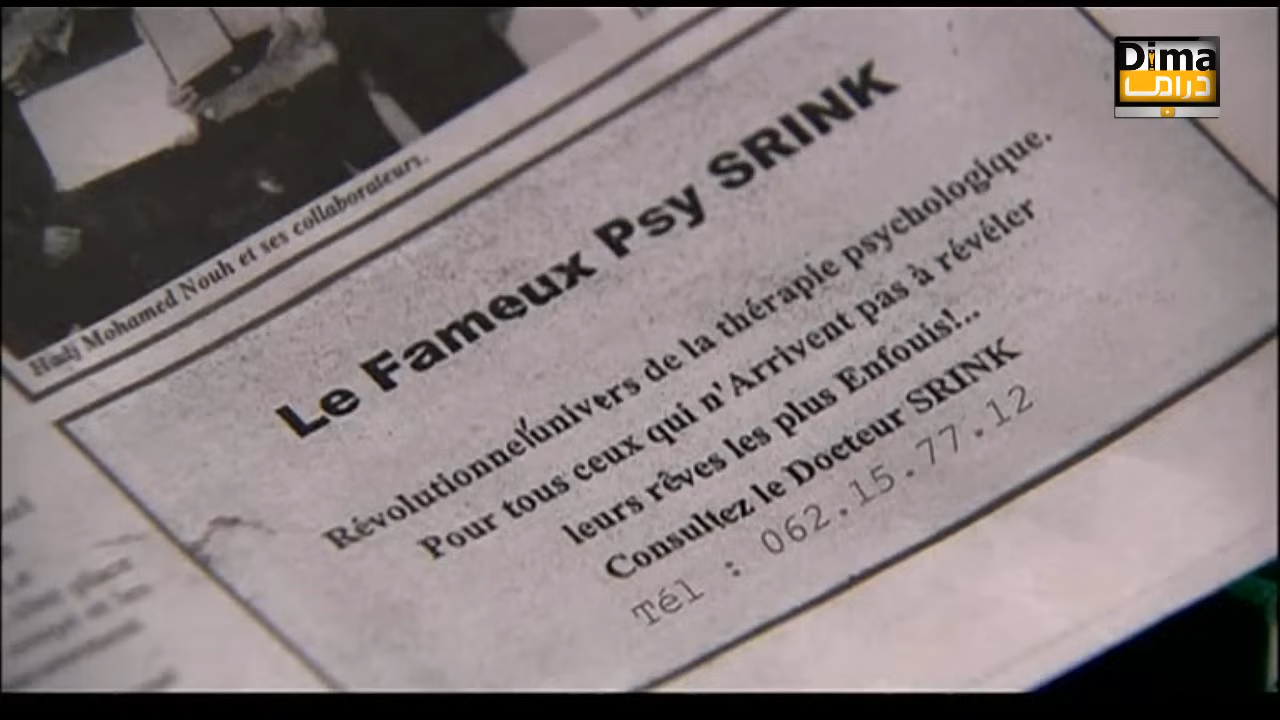 Dima
دراما
Hadj Mohamed Nouh et ses collaborateurs.
Le Fameux Psy SRINK
Révolutionnel'univers de la thérapie psychologique.
Pour tous ceux qui n'Arrivent pas à révéler
leurs rêves les plus Enfouis!..
Consultez le Docteur SRINK
Tél : 062.15.77.12